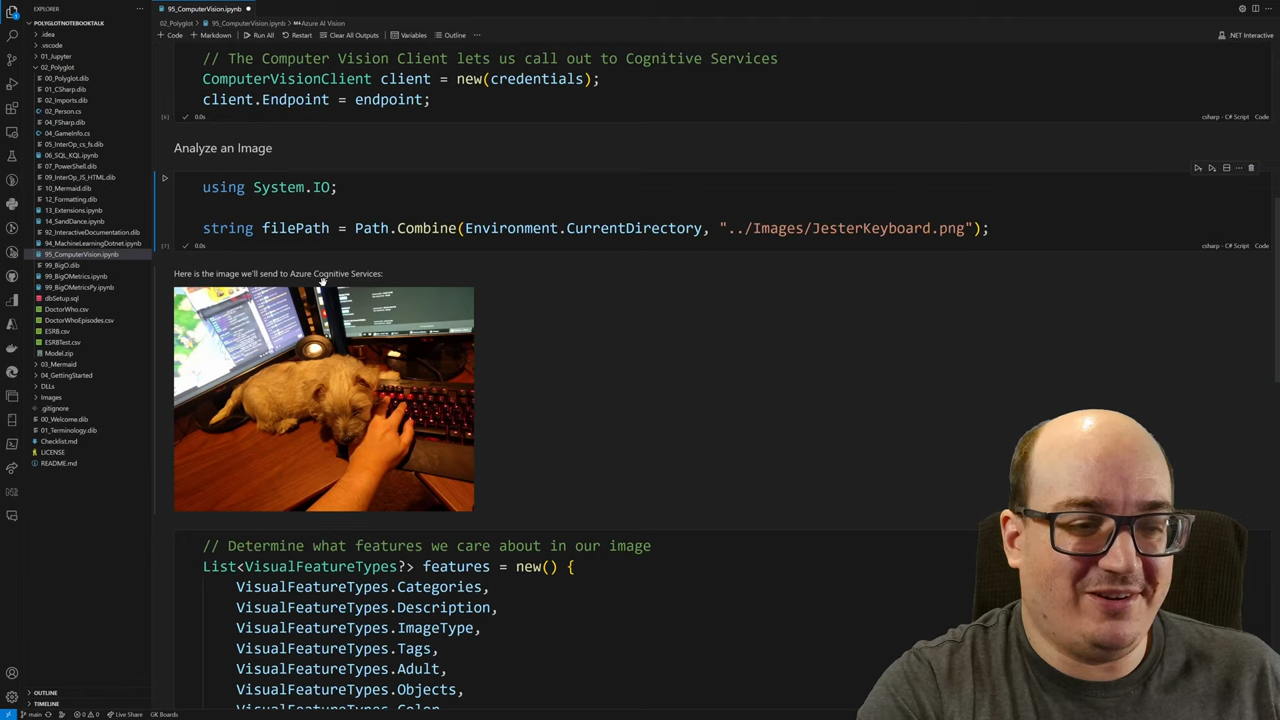 EXPLORER
95_ComputerVision.ipynb
POLYGLOTNOTEBOOKTALK
.idea
.vscode
01_Jupyter
02_Polyglot
00_Polyglot.dib
01_CSharp.dib
02_Imports.dib
02_Person.cs
04_FSharp.dib
04_GameInfo.cs
05_InterOp_cs_fs.dib
06_SQL_KQL.ipynb
07_PowerShell.dib
09_InterOp_JS_HTML.dib
10_Mermaid.dib
12_Formatting.dib
13_Extensions.ipynb
14_SandDance.ipynb
92_InteractiveDocumentation.dib
94_MachineLearningDotnet.ipynb
95_ComputerVision.ipynb
99_BigO.dib
99_BigOMetrics.ipynb
99_BigOMetricsPy.ipynb
dbSetup.sql
DoctorWho.csv
DoctorWhoEpisodes.csv
ESRB.csv
ESRBTest.csv
Model.zip
03_Mermaid
04_GettingStarted
DLLs
Images
.gitignore
00_Welcome.dib
01_Terminology.dib
Checklist.md
LICENSE
README.md
OUTLINE
TIMELINE
02_Polyglot > 95_ComputerVision.ipynb > Azure AI Vision
+ Code + Markdown Run All Restart Clear All Outputs Variables Outline ...
.NET Interactive
// The Computer Vision Client lets us call out to Cognitive Services
ComputerVisionClient client = new(credentials);
client.Endpoint = endpoint;
[6] 0.0s
csharp - C# Script Code
Analyze an Image
using System.IO;
string filePath = Path.Combine(Environment.CurrentDirectory, "../Images/JesterKeyboard.png");
[7] 0.0s
csharp - C# Script Code
Here is the image we'll send to Azure Cognitive Services:
// Determine what features we care about in our image
List<VisualFeatureTypes?> features = new() {
VisualFeatureTypes.Categories,
VisualFeatureTypes.Description,
VisualFeatureTypes.ImageType,
VisualFeatureTypes.Tags,
VisualFeatureTypes.Adult,
VisualFeatureTypes.Objects,
VisualFeatureTypes.Color,
main 0 0 Live Share GK Boards